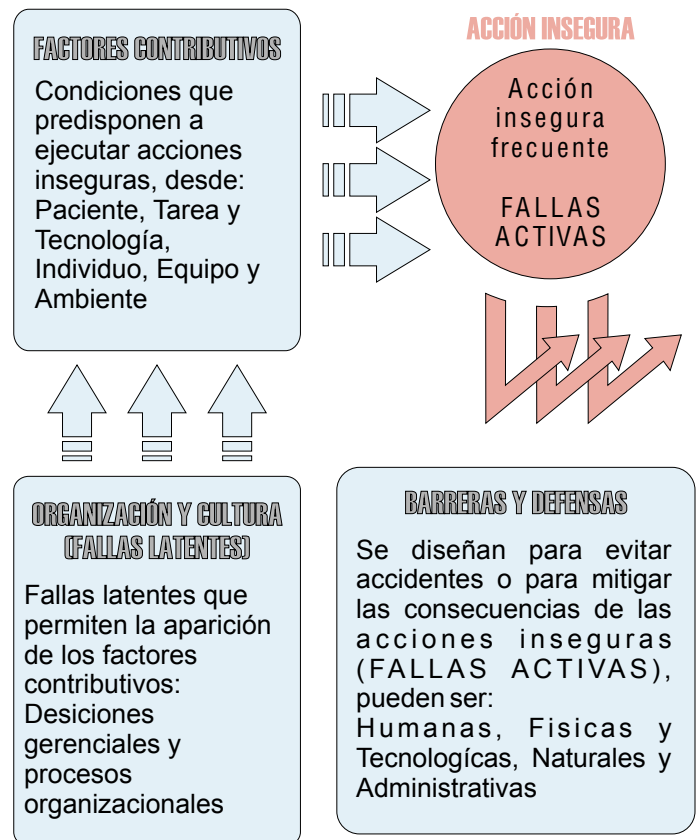 FACTORES CONTRIBUTIVOS
Condiciones que
predisponen a
ejecutar acciones
inseguras, desde:
Paciente, Tarea y
Tecnología,
Individuo, Equipo y
Ambiente
ACCIÓN INSEGURA
Acción
insegura
frecuente
FALLAS
ACTIVAS
ORGANIZACIÓN Y CULTURA
(FALLAS LATENTES)
Fallas latentes que
permiten la aparición
de los factores
contributivos:
Desiciones
gerenciales y
procesos
organizacionales
BARRERAS Y DEFENSAS
Se diseñan para evitar
accidentes o para mitigar
las consecuencias de las
acciones inseguras
(FALLAS ACTIVAS),
pueden ser:
Humanas, Fisicas y
Tecnologícas, Naturales y
Administrativas